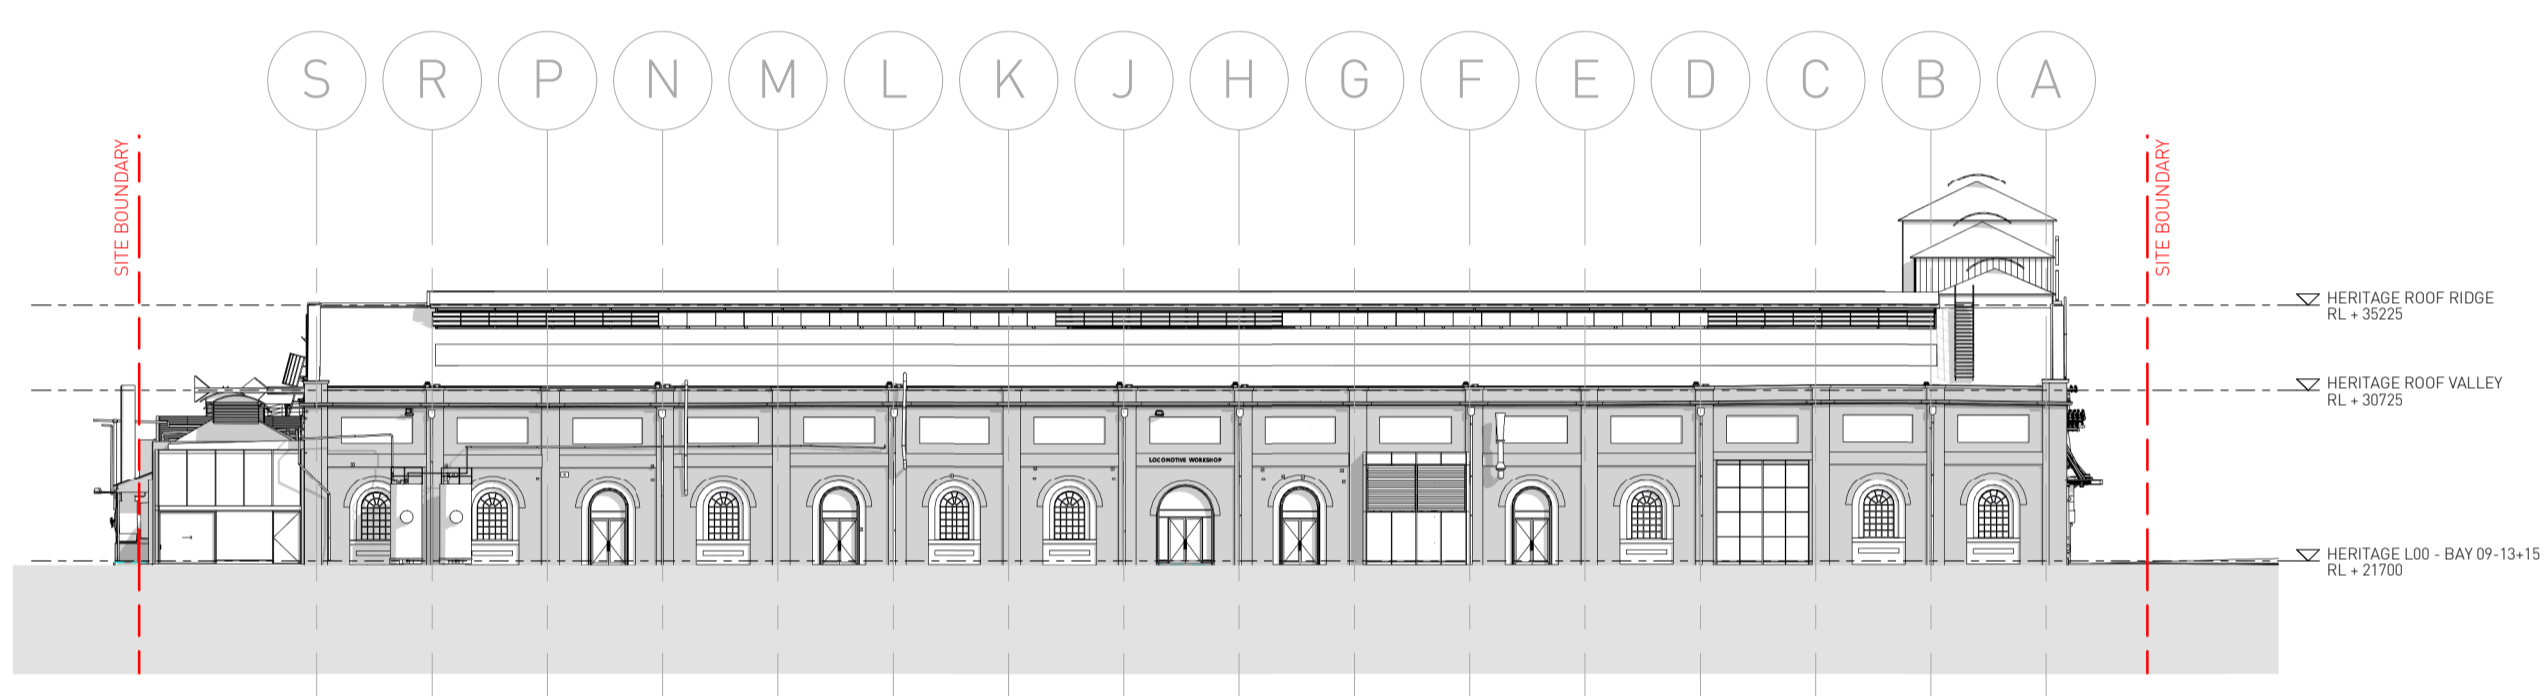 S R P N M L K J H G F E D C B A
SITE BOUNDARY
SITE BOUNDARY
HERITAGE ROOF RIDGE
RL + 35225
HERITAGE ROOF VALLEY
RL + 30725
LOCOMOTIVE WORKSHOP
HERITAGE L00 - BAY 09-13+15
RL + 21700